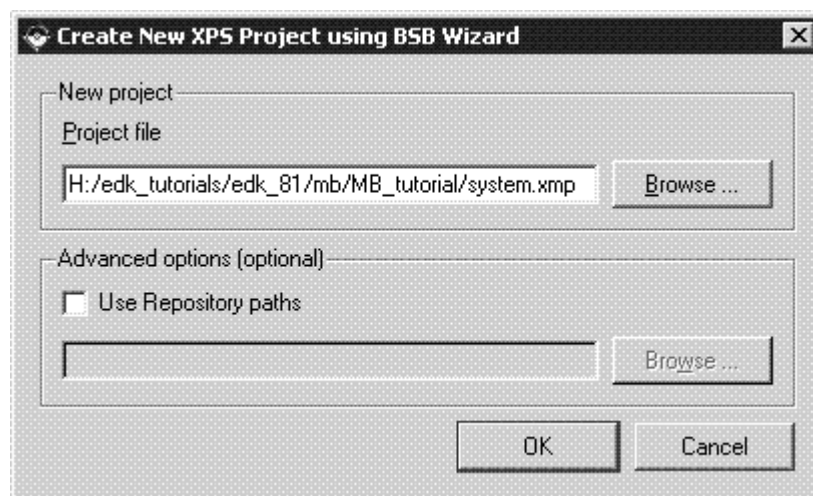 Create New XPS Project using BSB Wizard
New project
Project file
H:/edk_tutorials/edk_81/mb/MB_tutorial/system.xmp
Browse ...
Advanced options (optional)
Use Repository paths
Browse ...
OK
Cancel